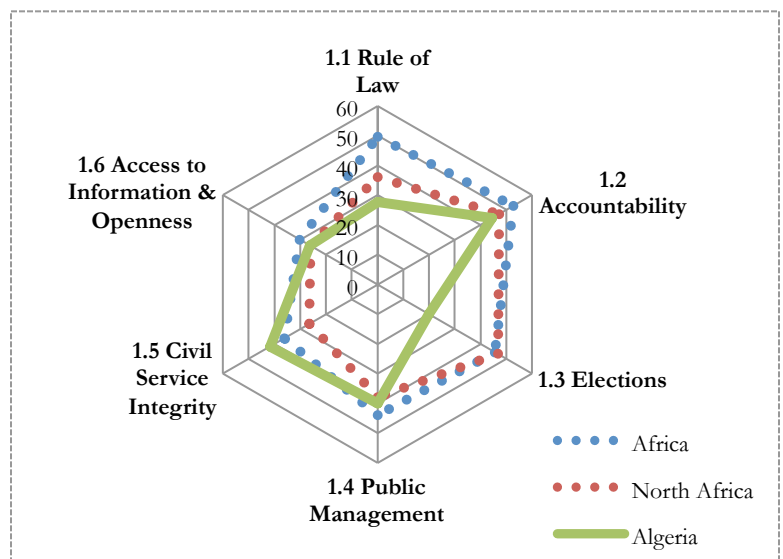 1.1 Rule of
Law
60
50
40
30
20
10
0
1.2
Accountability
1.3 Elections
1.4 Public
Management
1.5 Civil
Service
Integrity
1.6 Access to
Information &
Openness
Africa
North Africa
Algeria